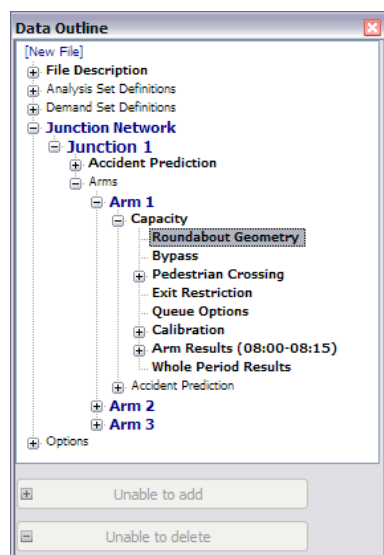 Data Outline
[New File]
File Description
Analysis Set Definitions
Demand Set Definitions
Junction Network
Junction 1
Accident Prediction
Arms
Arm 1
Capacity
Roundabout Geometry
Bypass
Pedestrian Crossing
Exit Restriction
Queue Options
Calibration
Arm Results (08:00-08:15)
Whole Period Results
Accident Prediction
Arm 2
Arm 3
Options
Unable to add
Unable to delete